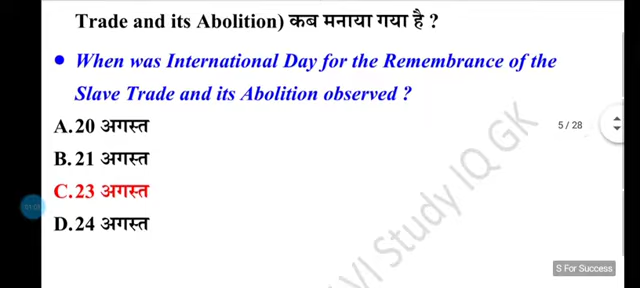 Trade and its Abolition) कब मनाया गया है ?
• When was International Day for the Remembrance of the
Slave Trade and its Abolition observed ?
A.20 अगस्त
5 / 28
B.21 अगस्त
C.23 अगस्त
D.24 अगस्त
VI Study IQ GK
S For Success